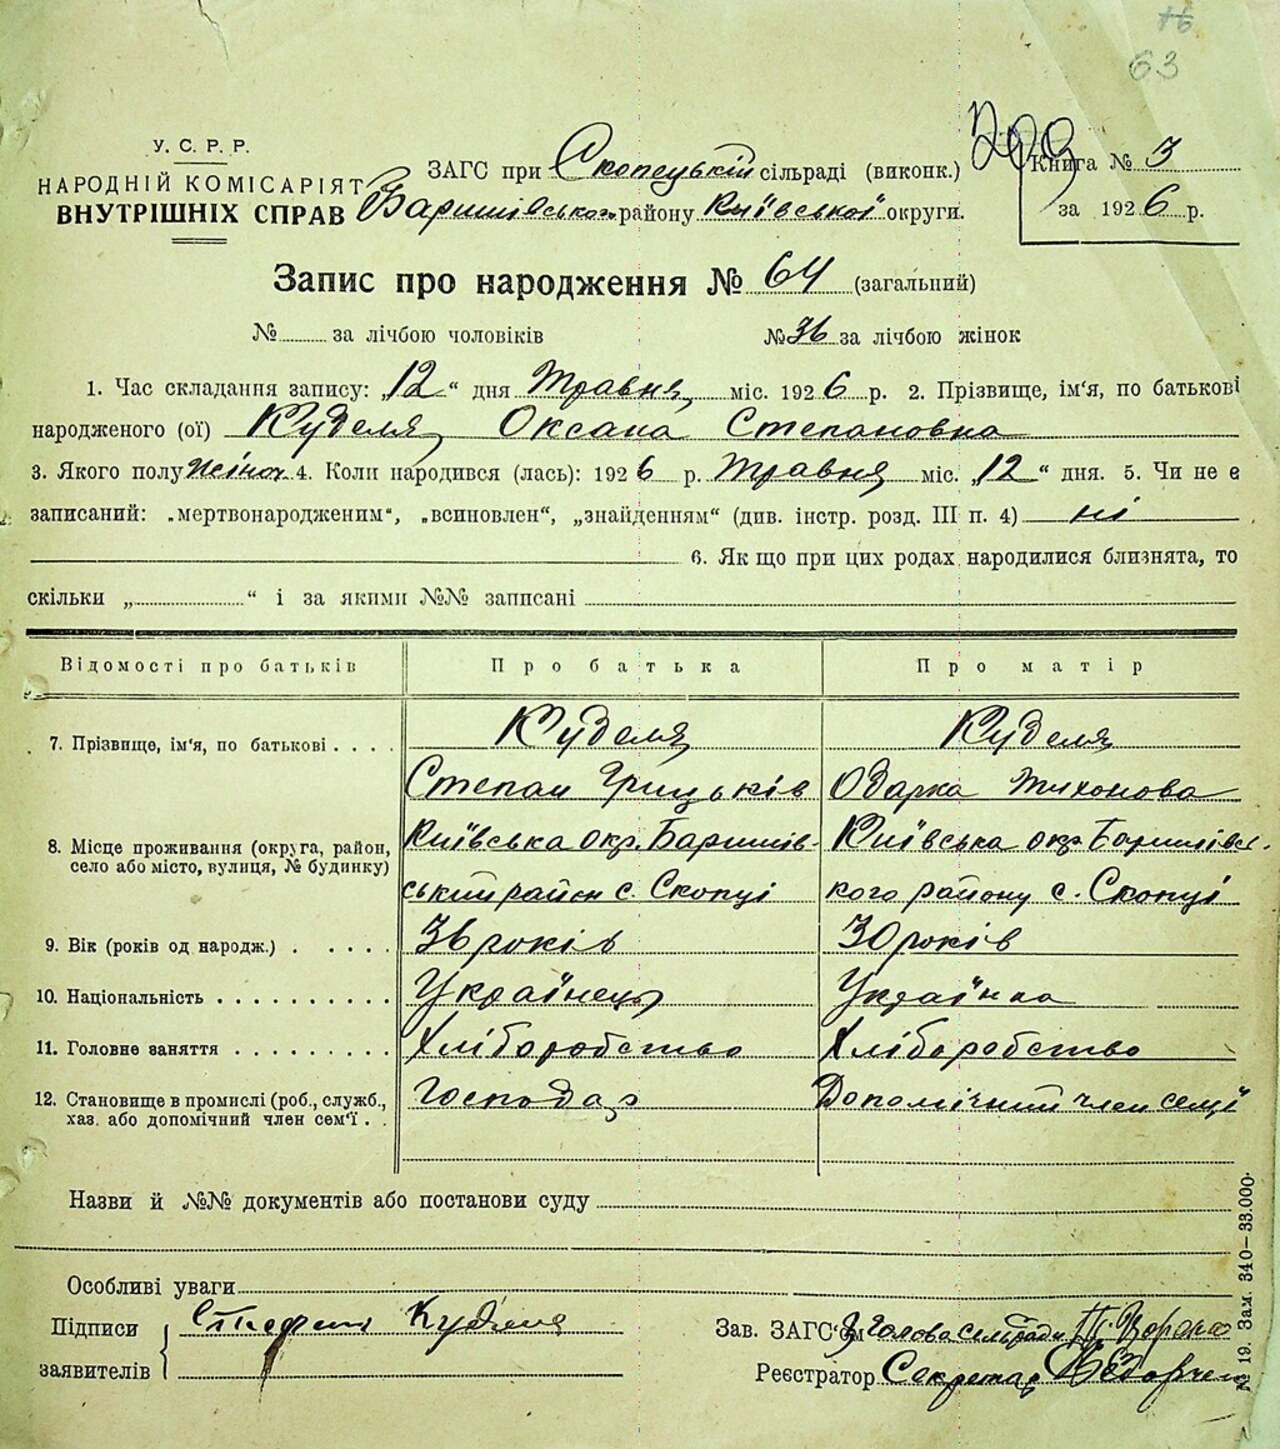 63
У. С. Р. Р.
НАРОДНІЙ КОМІСАРІЯТ
ВНУТРІШНІХ СПРАВ
ЗАГС при Скопецькій сільраді (виконк.)
Баришівського району Київської округи.
Книга № 3
за 1926 р.
Запис про народження № 64 (загальний)
№ за лічбою чоловіків № 36 за лічбою жінок
1. Час складання запису: „12“ дня Травня міс. 1926 р. 2. Прізвище, ім'я, по батькові
народженого (ої) Куделя Оксана Степановна
3. Якого полу жіноч. 4. Коли народився (лась): 1926 р. Травня міс. „12“ дня. 5. Чи не є
записаний: „мертвонародженим“, „всиновлен“, „знайденням“ (див. інстр. розд. III п. 4) ні
6. Як що при цих родах народилися близнята, то
скільки „ “ і за якими №№ записані
Відомості про батьків Про батька Про матір
7. Прізвище, ім'я, по батькові . . . . Куделя Куделя
Степан Грицьків Одарка Тихонова
8. Місце проживання (округа, район, село або місто, вулиця, № будинку) Київська окр. Баришів- Київська окр. Баришівсь-
ський район с. Скопці кого району с. Скопці
9. Вік (років од народж.) . . . . . 36 років 30 років
10. Національність . . . . . . . . . . Українець Українка
11. Головне заняття . . . . . . . . . Хліборобство Хліборобство
12. Становище в промислі (роб., служб., хаз. або допомічний член сем'ї . . Господар Допомічний член семї
Назви й №№ документів або постанови суду
Особливі уваги
Підписи заявителів Куделя
Зав. ЗАГС'ом Голова сельради
Реєстратор Секретар
№ 19. Зам. 340—33.000.